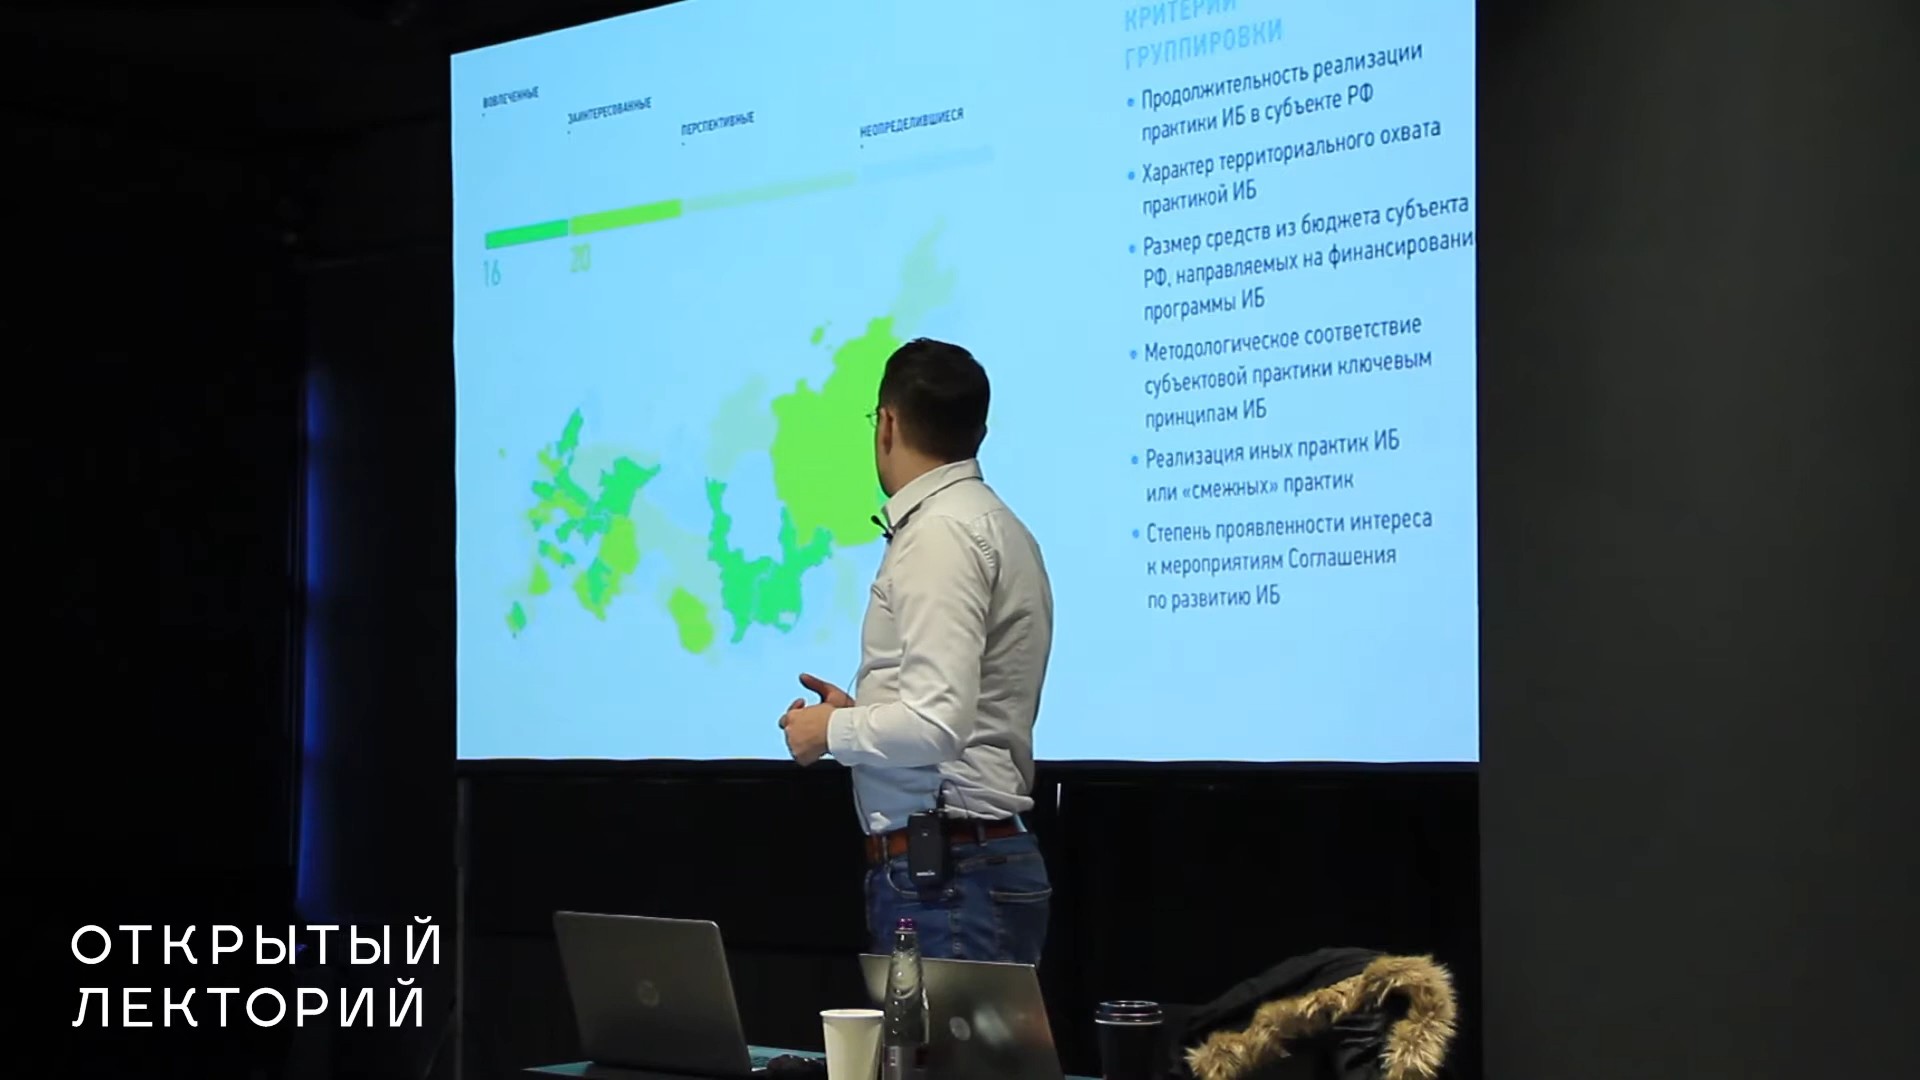 ВОВЛЕЧЕННЫЕ
ЗАИНТЕРЕСОВАННЫЕ
ПЕРСПЕКТИВНЫЕ
НЕОПРЕДЕЛИВШИЕСЯ
16
20
КРИТЕРИИ
ГРУППИРОВКИ
• Продолжительность реализации
практики ИБ в субъекте РФ
• Характер территориального охвата
практикой ИБ
• Размер средств из бюджета субъекта
РФ, направляемых на финансировани
программы ИБ
• Методологическое соответствие
субъектовой практики ключевым
принципам ИБ
• Реализация иных практик ИБ
или «смежных» практик
• Степень проявленности интереса
к мероприятиям Соглашения
по развитию ИБ
ОТКРЫТЫЙ
ЛЕКТОРИЙ